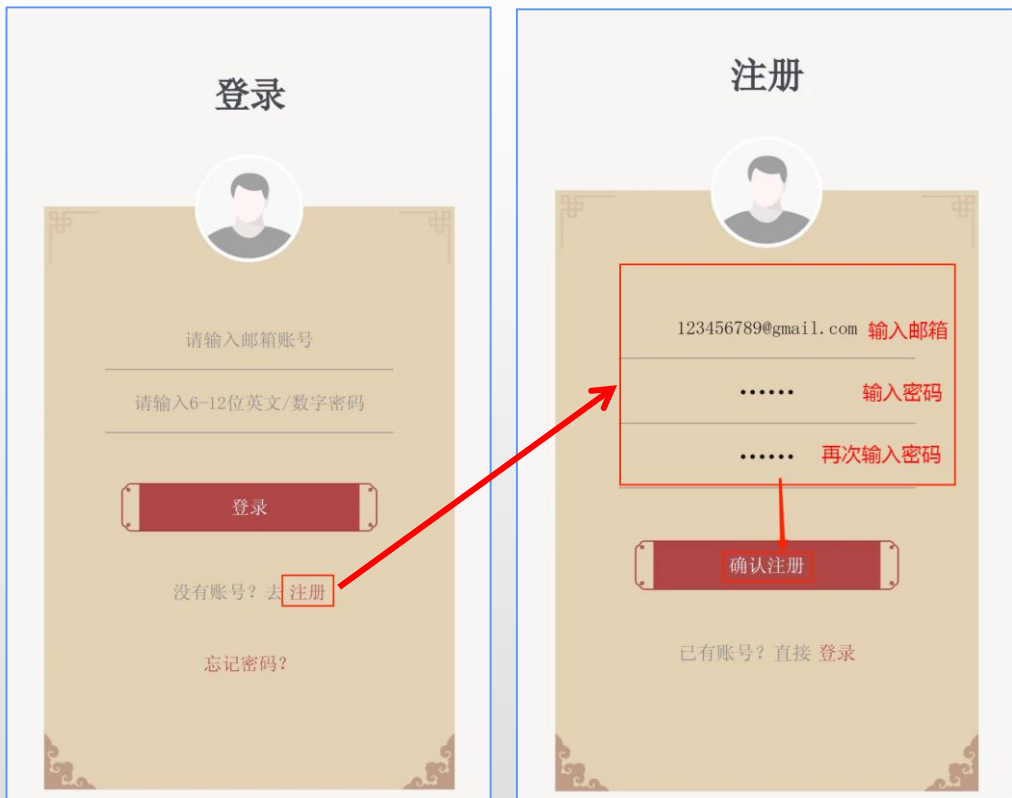 登录
请输入邮箱账号
请输入6-12位英文/数字密码
登录
没有账号？去 注册
忘记密码？
注册
123456789@gmail.com 输入邮箱
•••••• 输入密码
•••••• 再次输入密码
确认注册
已有账号？直接 登录